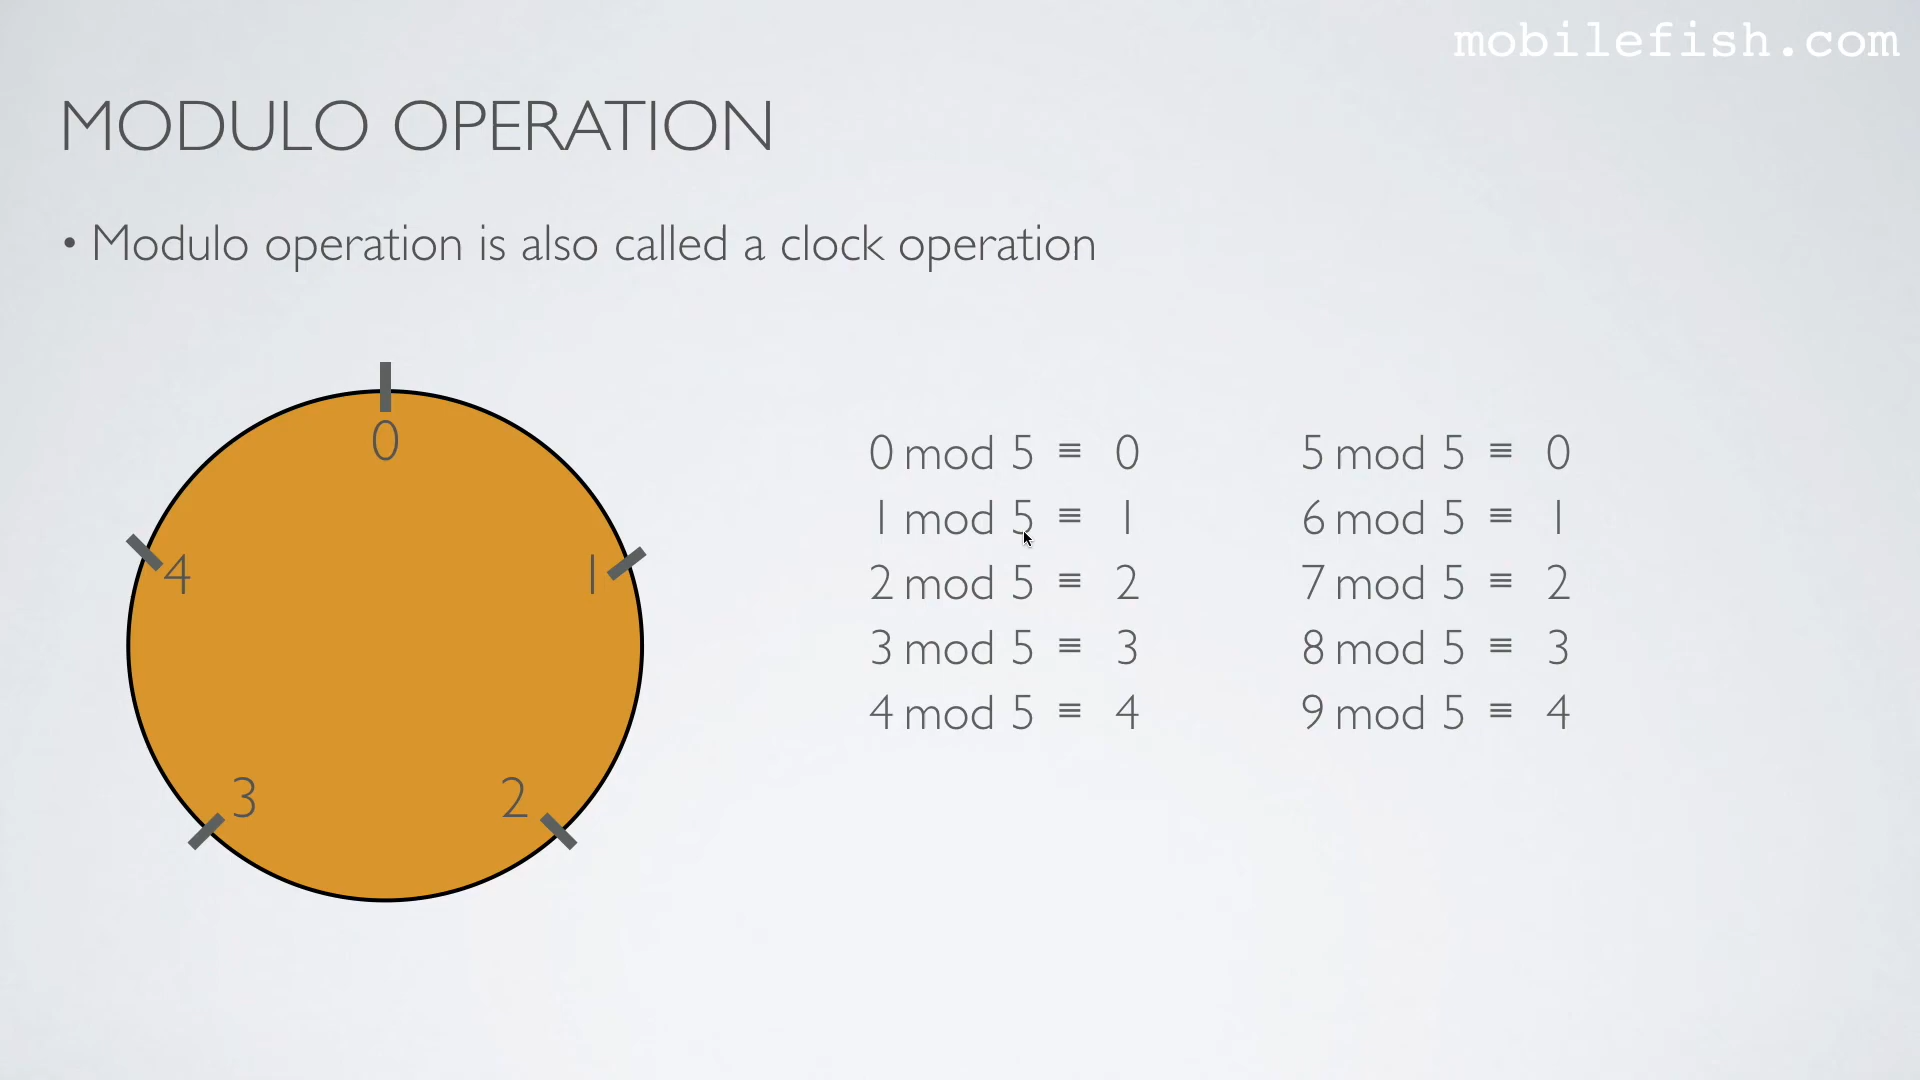 mobilefish.com
MODULO OPERATION
• Modulo operation is also called a clock operation
0
4
1
3
2
0 mod 5 ≡ 0
1 mod 5 ≡ 1
2 mod 5 ≡ 2
3 mod 5 ≡ 3
4 mod 5 ≡ 4
5 mod 5 ≡ 0
6 mod 5 ≡ 1
7 mod 5 ≡ 2
8 mod 5 ≡ 3
9 mod 5 ≡ 4